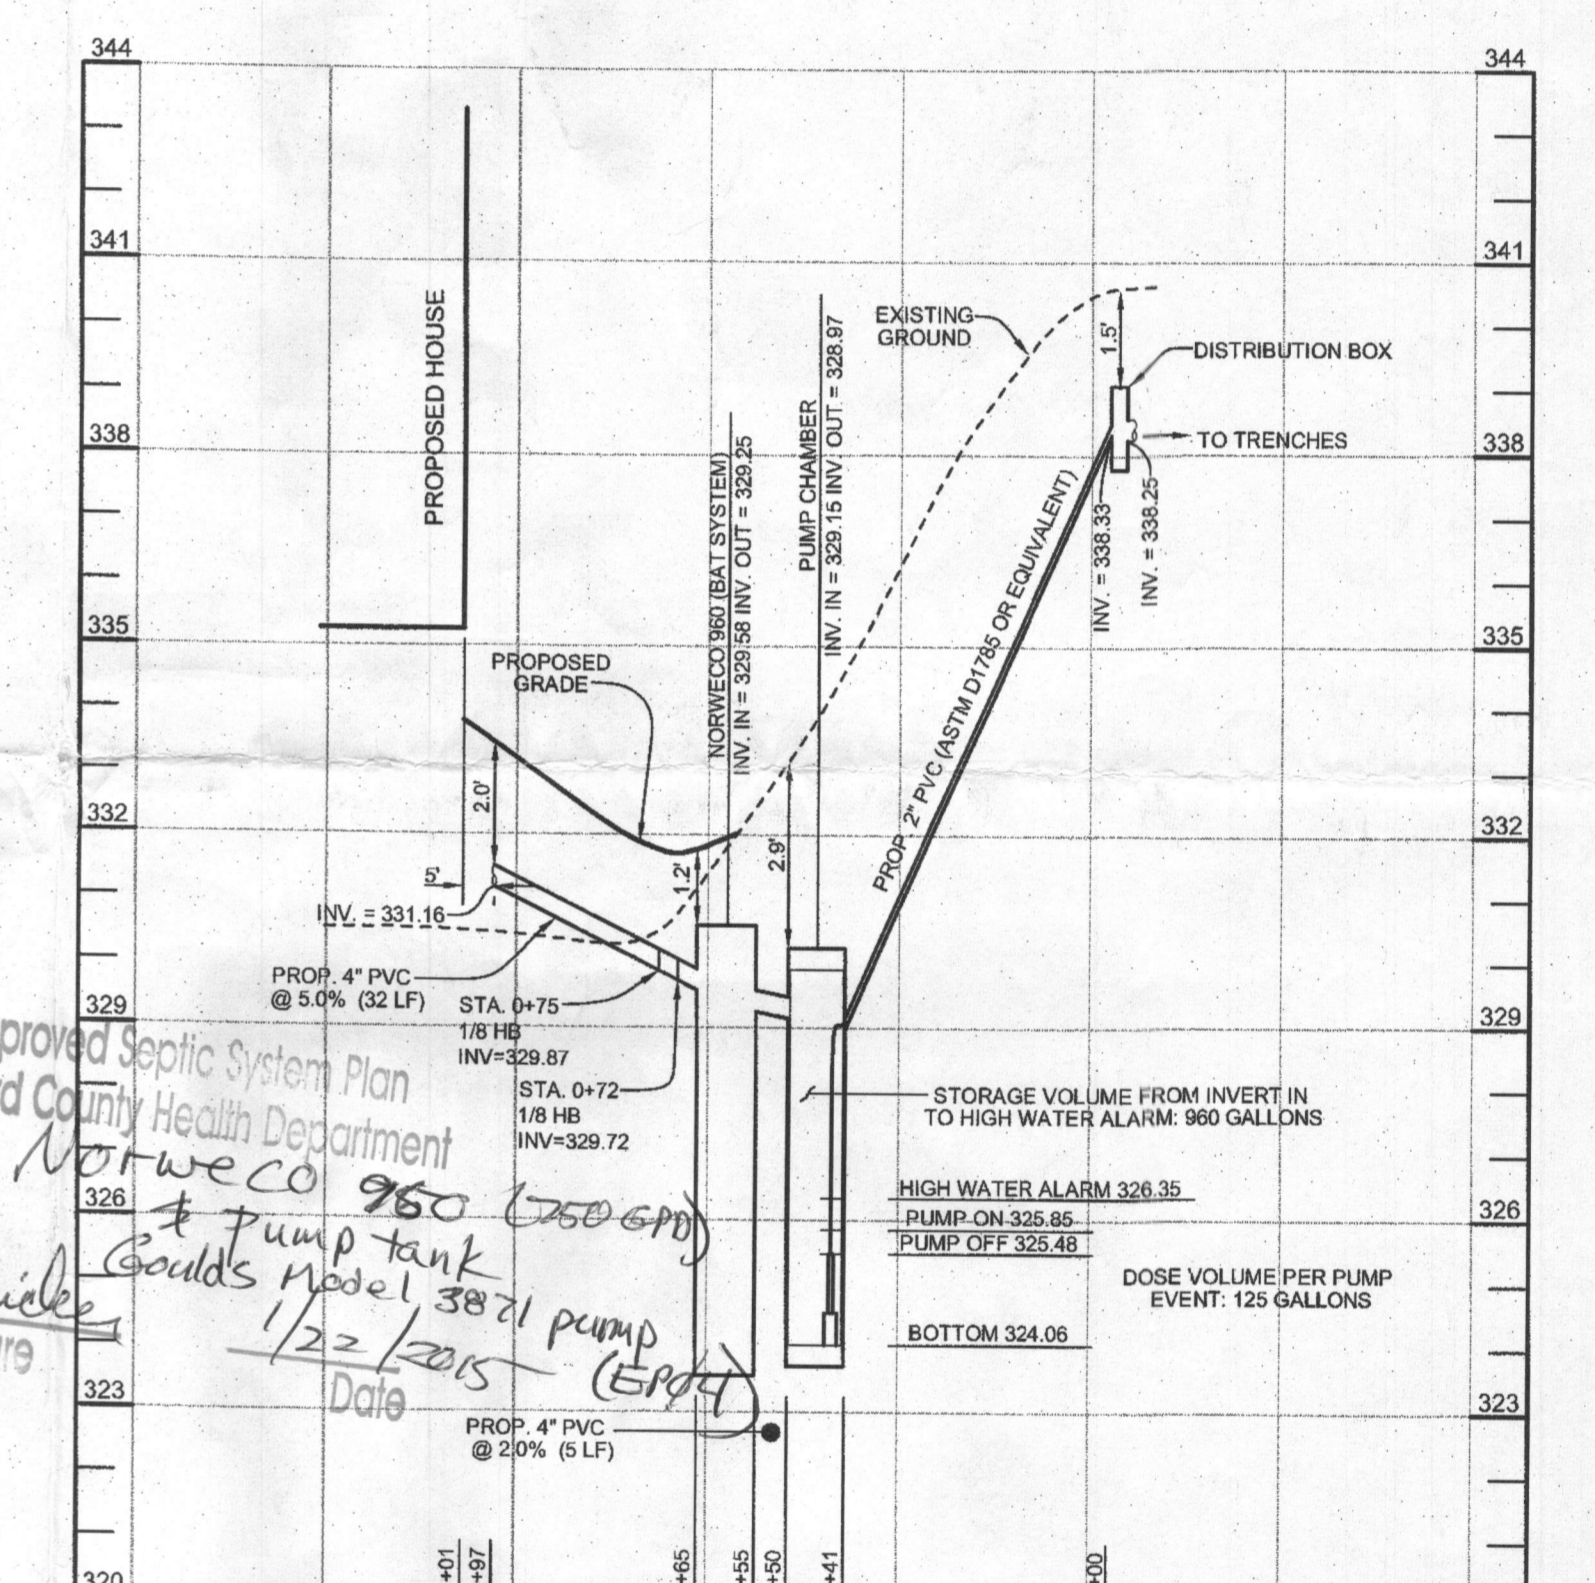 344
344
341
341
PROPOSED HOUSE
EXISTING
GROUND
1.5'
DISTRIBUTION BOX
338
338
TO TRENCHES
NORWECO 960 (BAT SYSTEM)
INV. IN = 329.58 INV. OUT = 329.25
PUMP CHAMBER
INV. IN = 329.15 INV. OUT = 328.97
PROP. 2" PVC (ASTM D1785 OR EQUIVALENT)
INV. = 338.33
INV. = 338.25
335
335
PROPOSED
GRADE
2.0'
332
332
1.2'
2.9'
5'
INV. = 331.16
PROP. 4" PVC
@ 5.0% (32 LF)
STA. 0+75
1/8 HB
INV=329.87
329
329
STA. 0+72
1/8 HB
INV=329.72
proved Septic System Plan
rd County Health Department
STORAGE VOLUME FROM INVERT IN
TO HIGH WATER ALARM: 960 GALLONS
Norweco 960 (750 GPD)
& Pump tank
Goulds Model 3871 pump
(EP04)
1/22/2015
Date
326
326
HIGH WATER ALARM 326.35
PUMP ON 325.85
PUMP OFF 325.48
DOSE VOLUME PER PUMP
EVENT: 125 GALLONS
BOTTOM 324.06
323
323
PROP. 4" PVC
@ 2.0% (5 LF)
+01
+97
+65
+55
+50
+41
+00
320